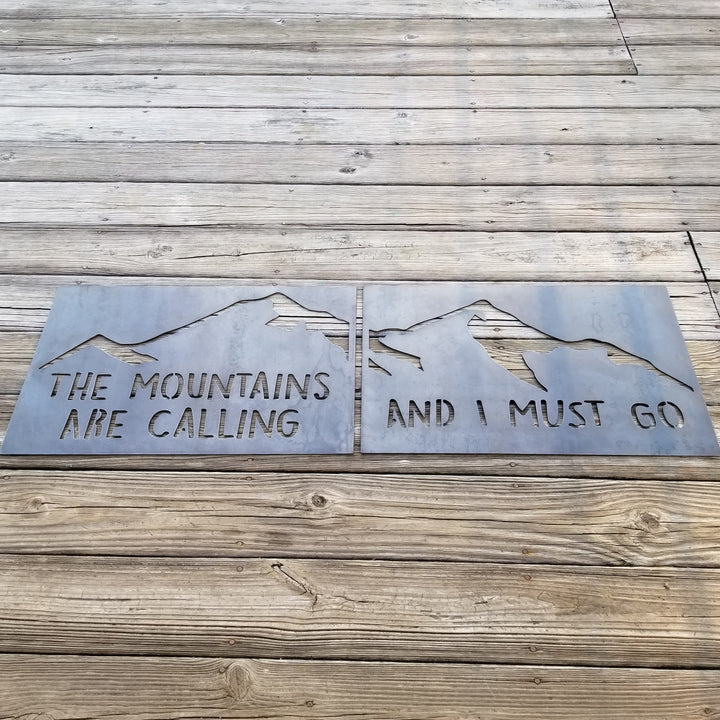 THE MOUNTAINS
ARE CALLING
AND I MUST GO